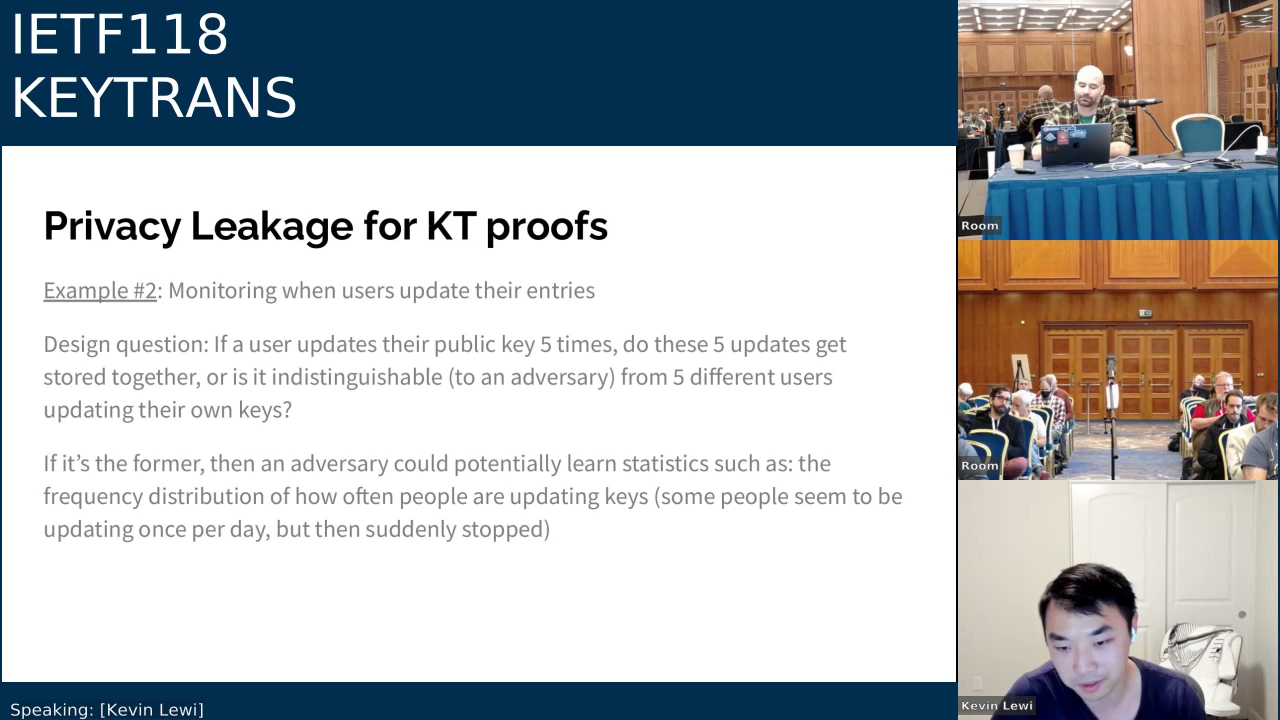 IETF118
KEYTRANS
Privacy Leakage for KT proofs
Example #2: Monitoring when users update their entries
Design question: If a user updates their public key 5 times, do these 5 updates get
stored together, or is it indistinguishable (to an adversary) from 5 different users
updating their own keys?
If it’s the former, then an adversary could potentially learn statistics such as: the
frequency distribution of how often people are updating keys (some people seem to be
updating once per day, but then suddenly stopped)
Speaking: [Kevin Lewi]
Room
Room
Kevin Lewi